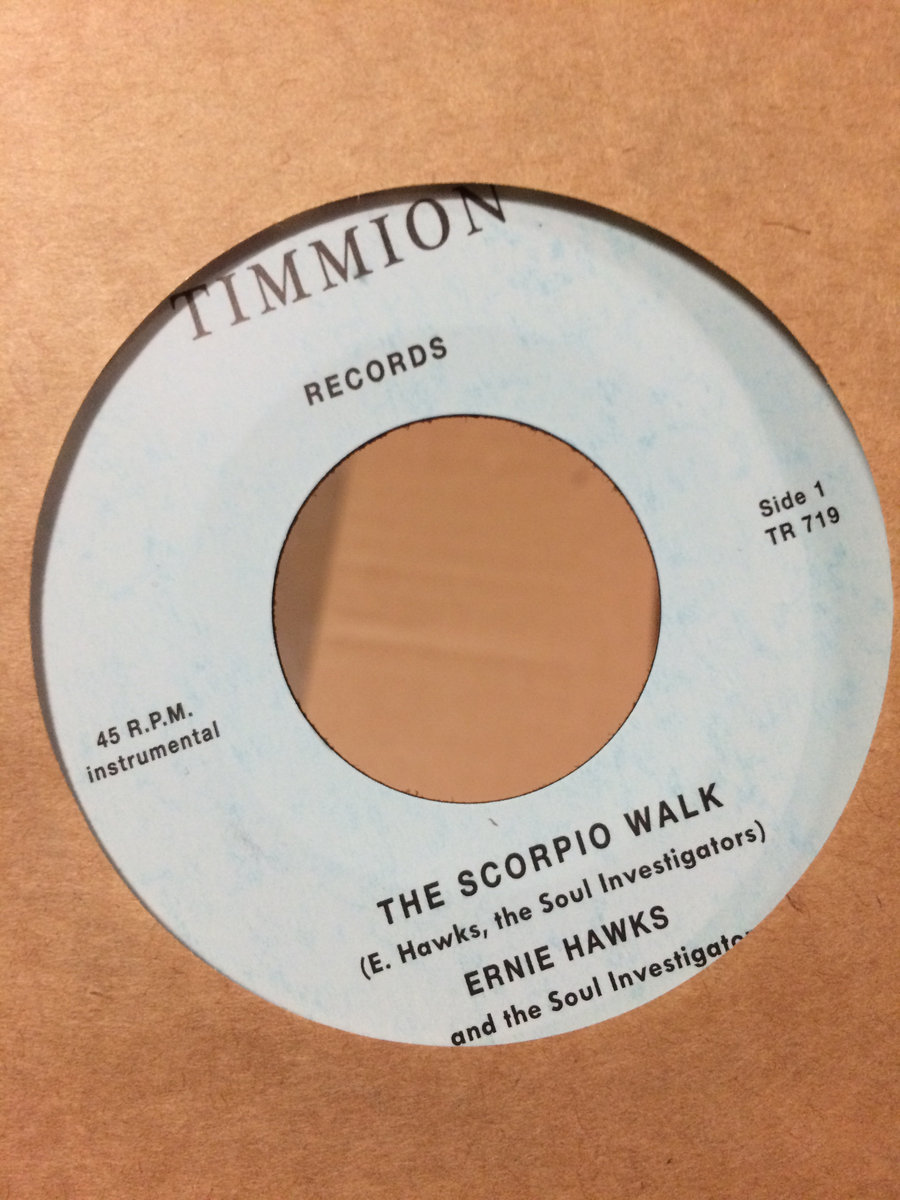 TIMMION
RECORDS
Side 1
TR 719
45 R.P.M.
instrumental
THE SCORPIO WALK
(E. Hawks, the Soul Investigators)
ERNIE HAWKS
and the Soul